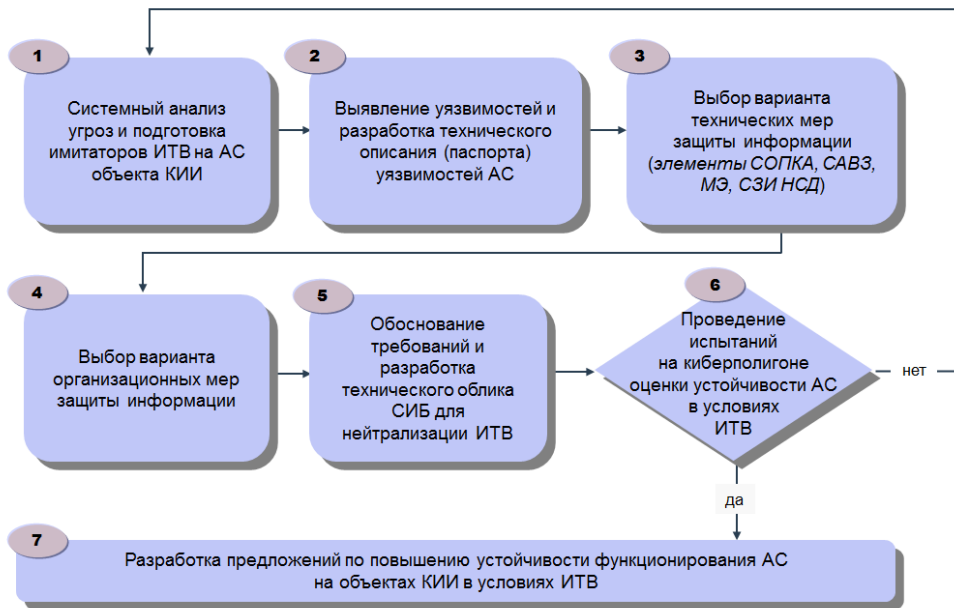 1
Системный анализ
угроз и подготовка
имитаторов ИТВ на АС
объекта КИИ
2
Выявление уязвимостей и
разработка технического
описания (паспорта)
уязвимостей АС
3
Выбор варианта
технических мер
защиты информации
(элементы СОПКА, САВЗ,
МЭ, СЗИ НСД)
4
Выбор варианта
организационных мер
защиты информации
5
Обоснование
требований и
разработка
технического облика
СИБ для
нейтрализации ИТВ
6
Проведение
испытаний
на киберполигоне
оценки устойчивости АС
в условиях
ИТВ
нет
да
7
Разработка предложений по повышению устойчивости функционирования АС
на объектах КИИ в условиях ИТВ